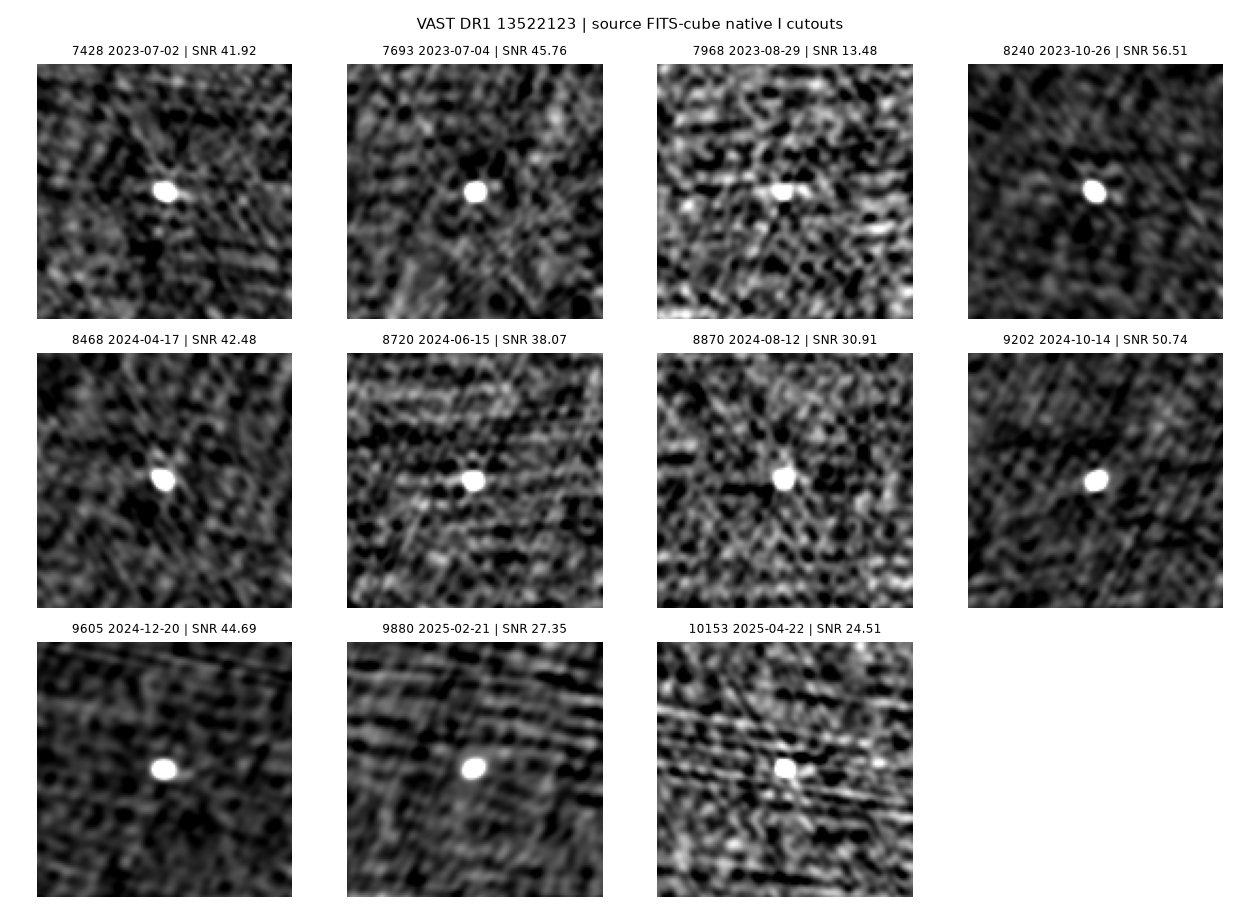 VAST DR1 13522123 | source FITS-cube native I cutouts
7428 2023-07-02 | SNR 41.92
7693 2023-07-04 | SNR 45.76
7968 2023-08-29 | SNR 13.48
8240 2023-10-26 | SNR 56.51
8468 2024-04-17 | SNR 42.48
8720 2024-06-15 | SNR 38.07
8870 2024-08-12 | SNR 30.91
9202 2024-10-14 | SNR 50.74
9605 2024-12-20 | SNR 44.69
9880 2025-02-21 | SNR 27.35
10153 2025-04-22 | SNR 24.51